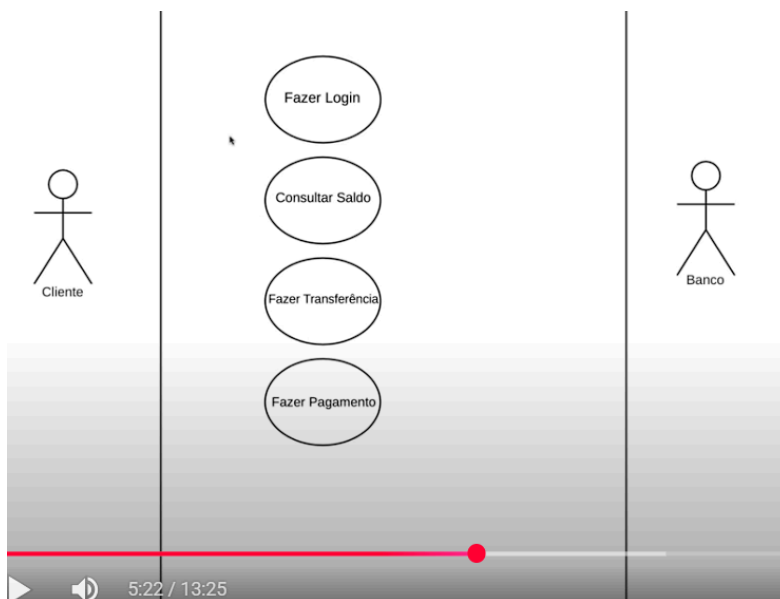 Fazer Login
Consultar Saldo
Fazer Transferência
Fazer Pagamento
Cliente
Banco
5:22 / 13:25